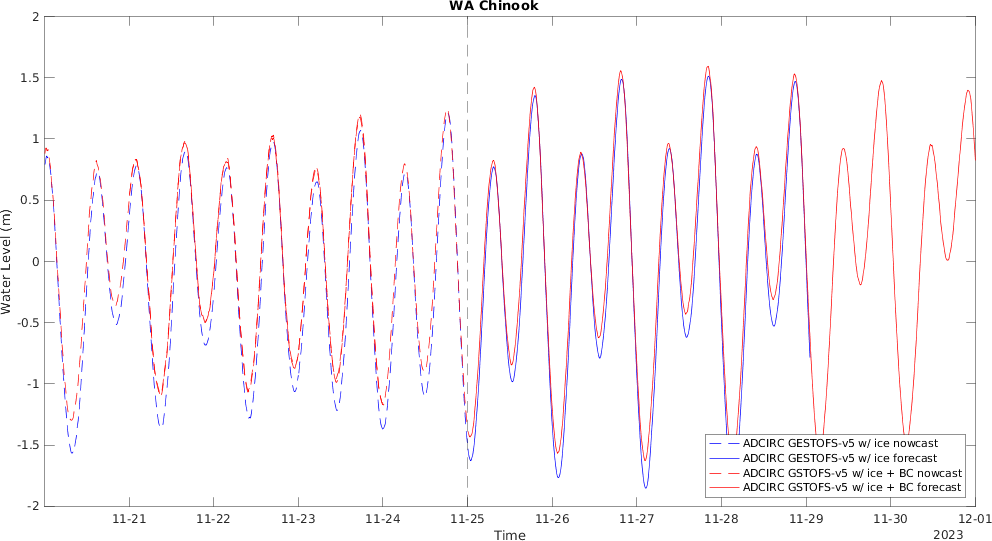 WA Chinook
2
1.5
1
0.5
0
-0.5
-1
-1.5
-2
Water Level (m)
11-21 11-22 11-23 11-24 11-25 11-26 11-27 11-28 11-29 11-30 12-01
Time
2023
ADCIRC GESTOFS-v5 w/ ice nowcast
ADCIRC GESTOFS-v5 w/ ice forecast
ADCIRC GSTOFS-v5 w/ ice + BC nowcast
ADCIRC GSTOFS-v5 w/ ice + BC forecast